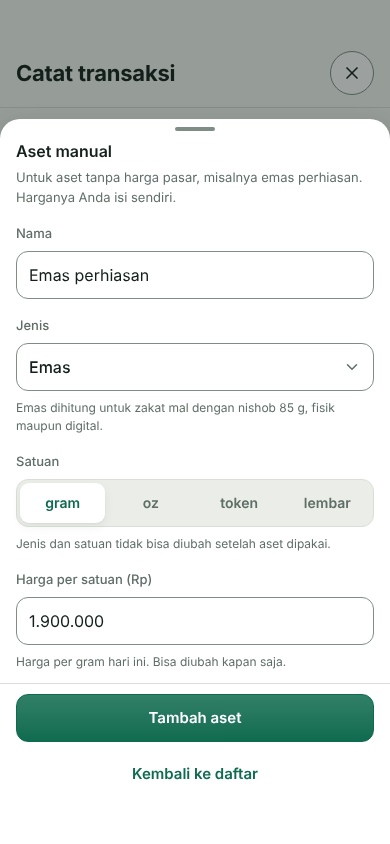 Catat transaksi
Aset manual
Untuk aset tanpa harga pasar, misalnya emas perhiasan.
Harganya Anda isi sendiri.
Nama
Emas perhiasan
Jenis
Emas
Emas dihitung untuk zakat mal dengan nishob 85 g, fisik
maupun digital.
Satuan
gram oz token lembar
Jenis dan satuan tidak bisa diubah setelah aset dipakai.
Harga per satuan (Rp)
1.900.000
Harga per gram hari ini. Bisa diubah kapan saja.
Tambah aset
Kembali ke daftar